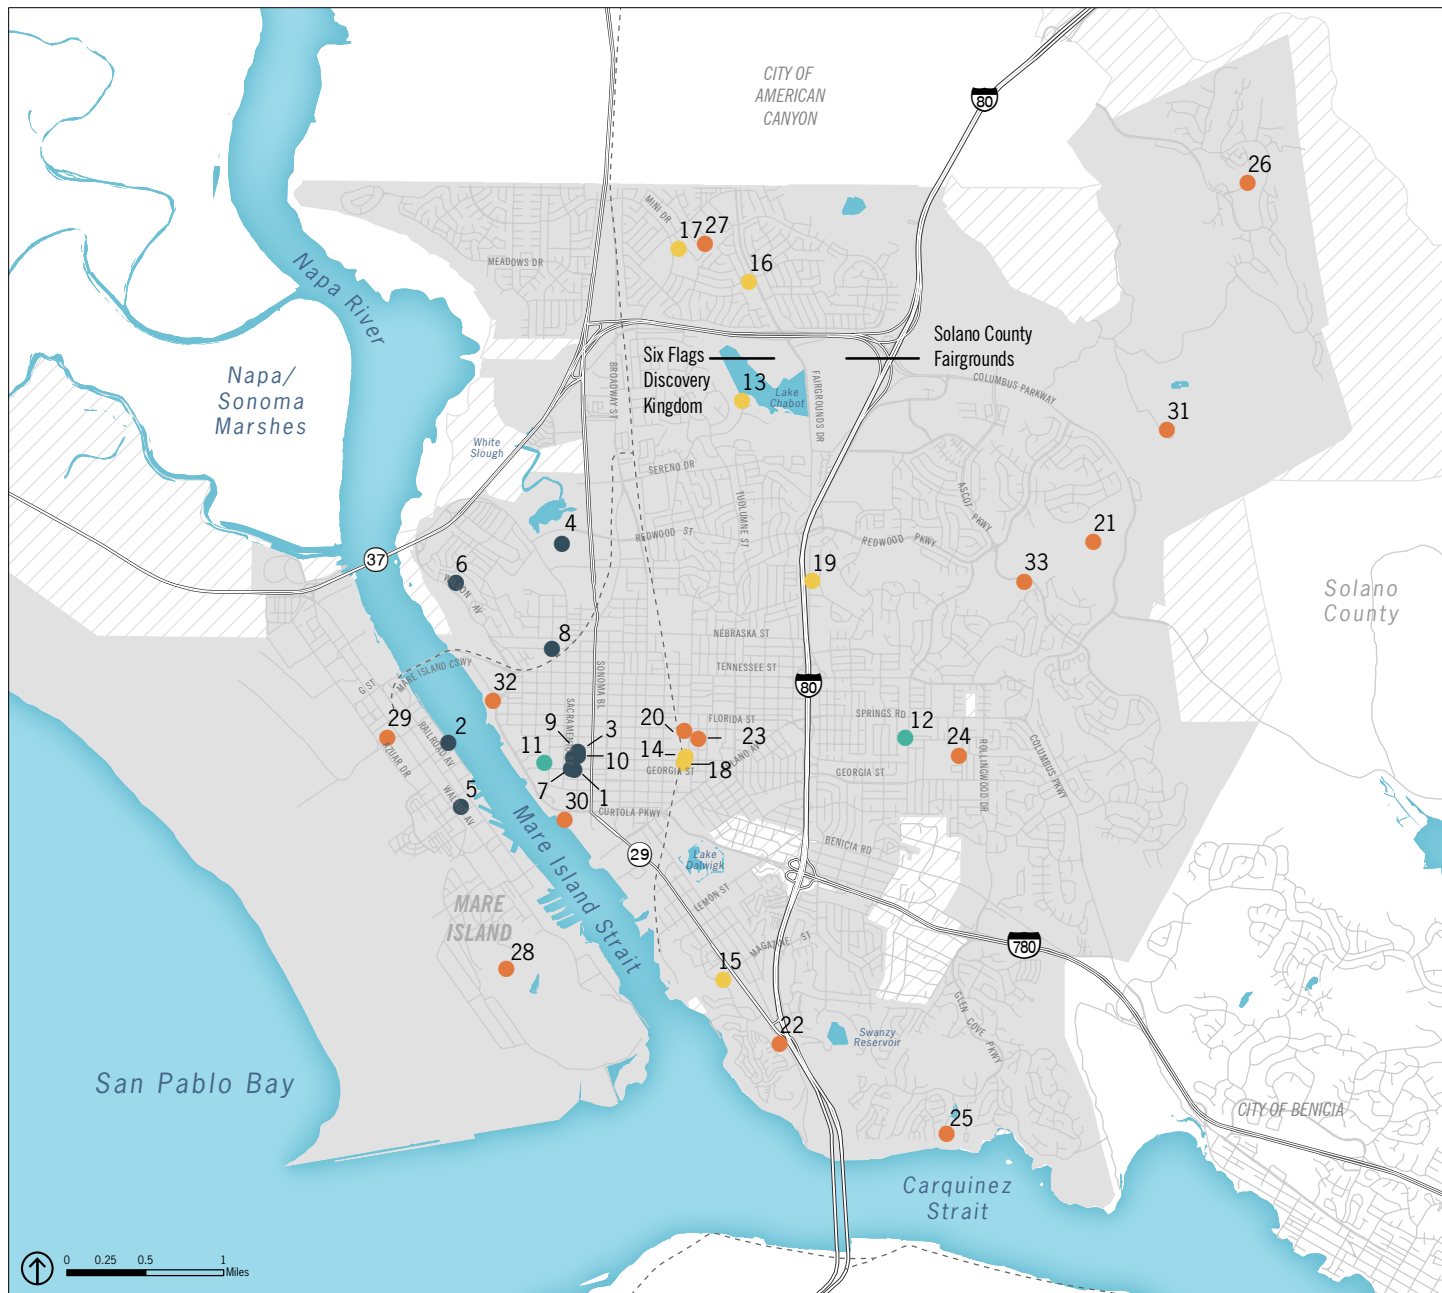 CITY OF
AMERICAN
CANYON
80
26
MINI DR
17
27
16
MEADOWS DR
Napa River
Six Flags
Discovery
Kingdom
Solano County
Fairgrounds
13
Lake
Chabot
BROADWAY ST
FAIRGROUNDS DR
COLUMBUS PARKWAY
Napa/
Sonoma
Marshes
31
White
Slough
SERENO DR
TUOLUMNE ST
ASCOT PKWY
4
REDWOOD ST
REDWOOD PKWY
21
37
6
19
33
Solano
County
8
NEBRASKA ST
TENNESSEE ST
MARE ISLAND CSWY
G ST
SONOMA BL
80
32
SACRAMENTO
29
2
RAILROAD AV
AZUAR DR
9
3
20
FLORIDA ST
23
SPRINGS RD
12
24
ROLLINGWOOD DR
COLUMBUS PKWY
11
10
14
18
GEORGIA ST
GEORGIA ST
7
1
5
30
CURTOLA PKWY
BENICIA RD
29
Lake
Dalwigk
Mare Island Strait
LEMON ST
MARE
ISLAND
MAGAZINE ST
780
28
15
GLEN COVE PKWY
22
Swanzy
Reservoir
San Pablo Bay
25
CITY OF BENICIA
Carquinez
Strait
0 0.25 0.5 1
Miles